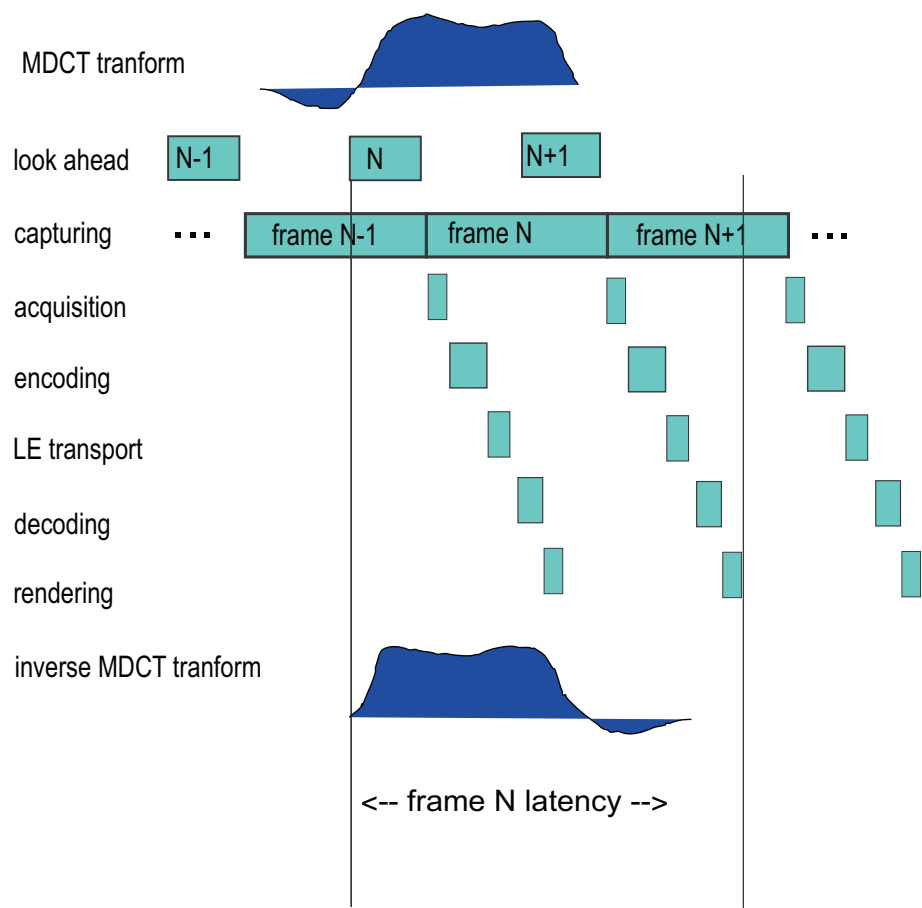 MDCT tranform
look ahead N-1 N N+1
capturing ... frame N-1 frame N frame N+1 ...
acquisition
encoding
LE transport
decoding
rendering
inverse MDCT tranform
<-- frame N latency -->